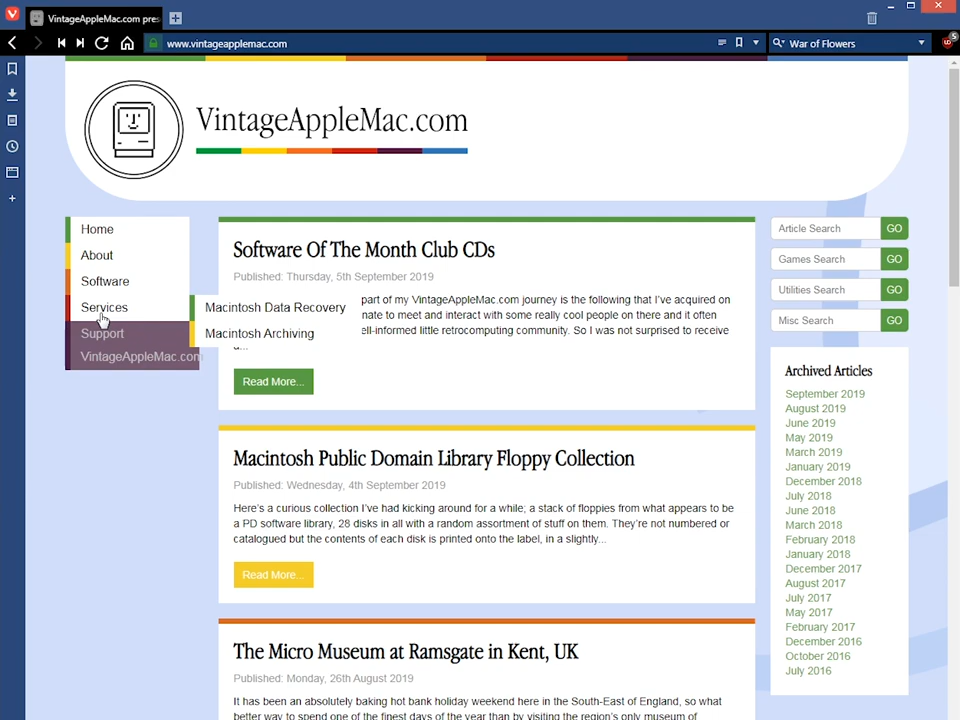 VintageAppleMac.com pres
www.vintageapplemac.com
War of Flowers
5
VintageAppleMac.com
Home
About
Software
Services
Support
VintageAppleMac.com
Macintosh Data Recovery
Macintosh Archiving
Software Of The Month Club CDs
Published: Thursday, 5th September 2019
part of my VintageAppleMac.com journey is the following that I've acquired on
nate to meet and interact with some really cool people on there and it often
ell-informed little retrocomputing community. So I was not surprised to receive
a...
Read More...
Macintosh Public Domain Library Floppy Collection
Published: Wednesday, 4th September 2019
Here's a curious collection I've had kicking around for a while; a stack of floppies from what appears to be
a PD software library, 28 disks in all with a random assortment of stuff on them. They're not numbered or
catalogued but the contents of each disk is printed onto the label, in a slightly...
Read More...
The Micro Museum at Ramsgate in Kent, UK
Published: Monday, 26th August 2019
It has been an absolutely baking hot bank holiday weekend here in the South-East of England, so what
better way to spend one of the finest days of the year than by visiting the region's only museum of
Article Search GO
Games Search GO
Utilities Search GO
Misc Search GO
Archived Articles
September 2019
August 2019
June 2019
May 2019
March 2019
January 2019
December 2018
July 2018
June 2018
March 2018
February 2018
January 2018
December 2017
August 2017
July 2017
May 2017
February 2017
December 2016
October 2016
July 2016